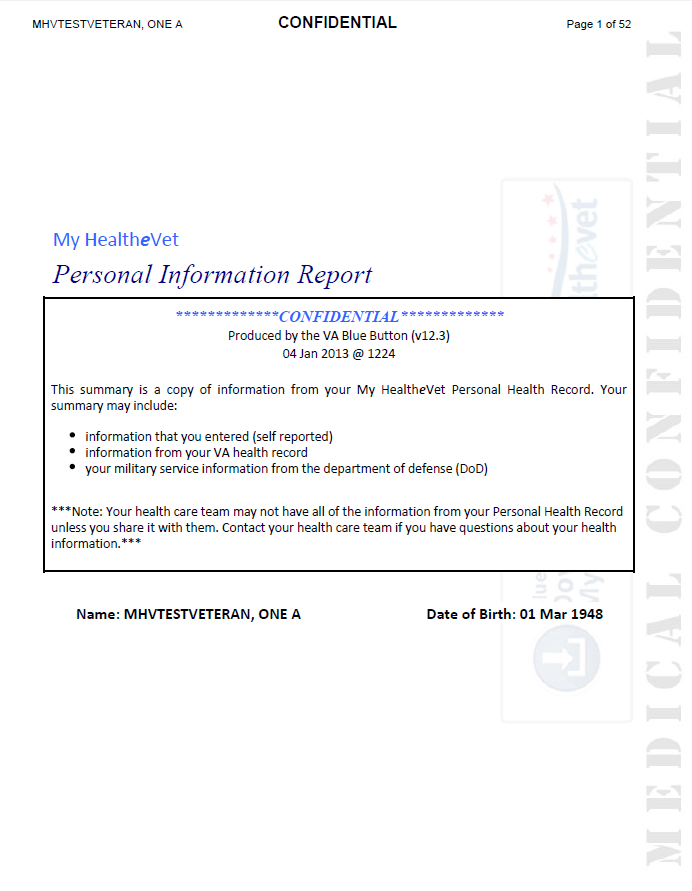 MHVTESTVETERAN, ONE A
CONFIDENTIAL
Page 1 of 52
My HealtheVet
Personal Information Report
*************CONFIDENTIAL*************
Produced by the VA Blue Button (v12.3)
04 Jan 2013 @ 1224
This summary is a copy of information from your My HealtheVet Personal Health Record. Your
summary may include:
• information that you entered (self reported)
• information from your VA health record
• your military service information from the department of defense (DoD)
***Note: Your health care team may not have all of the information from your Personal Health Record
unless you share it with them. Contact your health care team if you have questions about your health
information.***
Name: MHVTESTVETERAN, ONE A
Date of Birth: 01 Mar 1948
MEDICAL CONFIDENTIAL